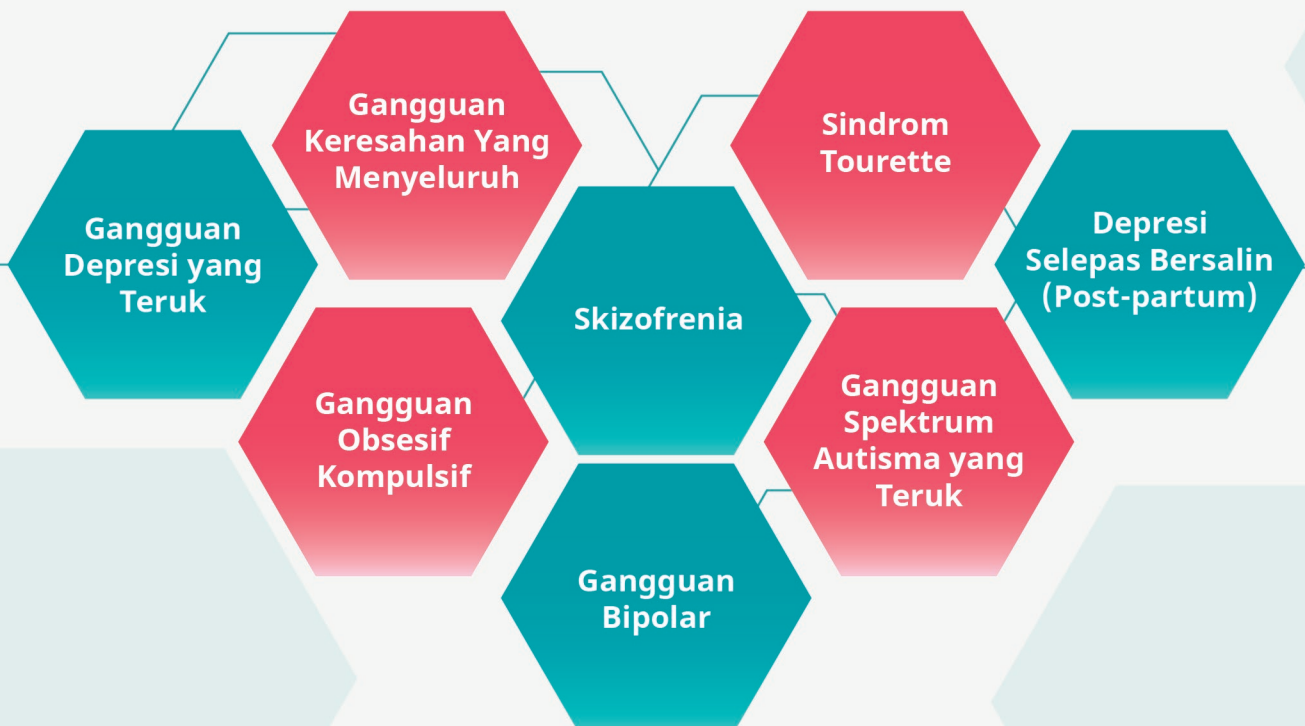 Gangguan
Keresahan Yang
Menyeluruh
Sindrom
Tourette
Gangguan
Depresi yang
Teruk
Depresi
Selepas Bersalin
(Post-partum)
Skizofrenia
Gangguan
Obsesif
Kompulsif
Gangguan
Spektrum
Autisma yang
Teruk
Gangguan
Bipolar